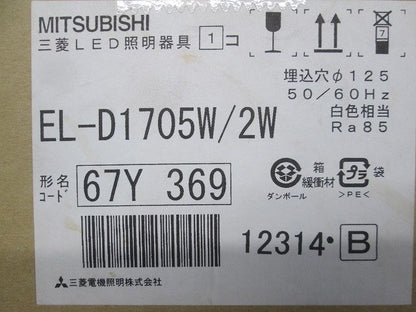 MITSUBISHI
三菱LED照明器具 1コ
7
埋込穴φ125
50/60Hz
白色相当
Ra85
EL-D1705W/2W
形名コード 67Y 369
ダンボール
箱
緩衝材
プラ
袋
>PE<
12314・B
三菱電機照明株式会社